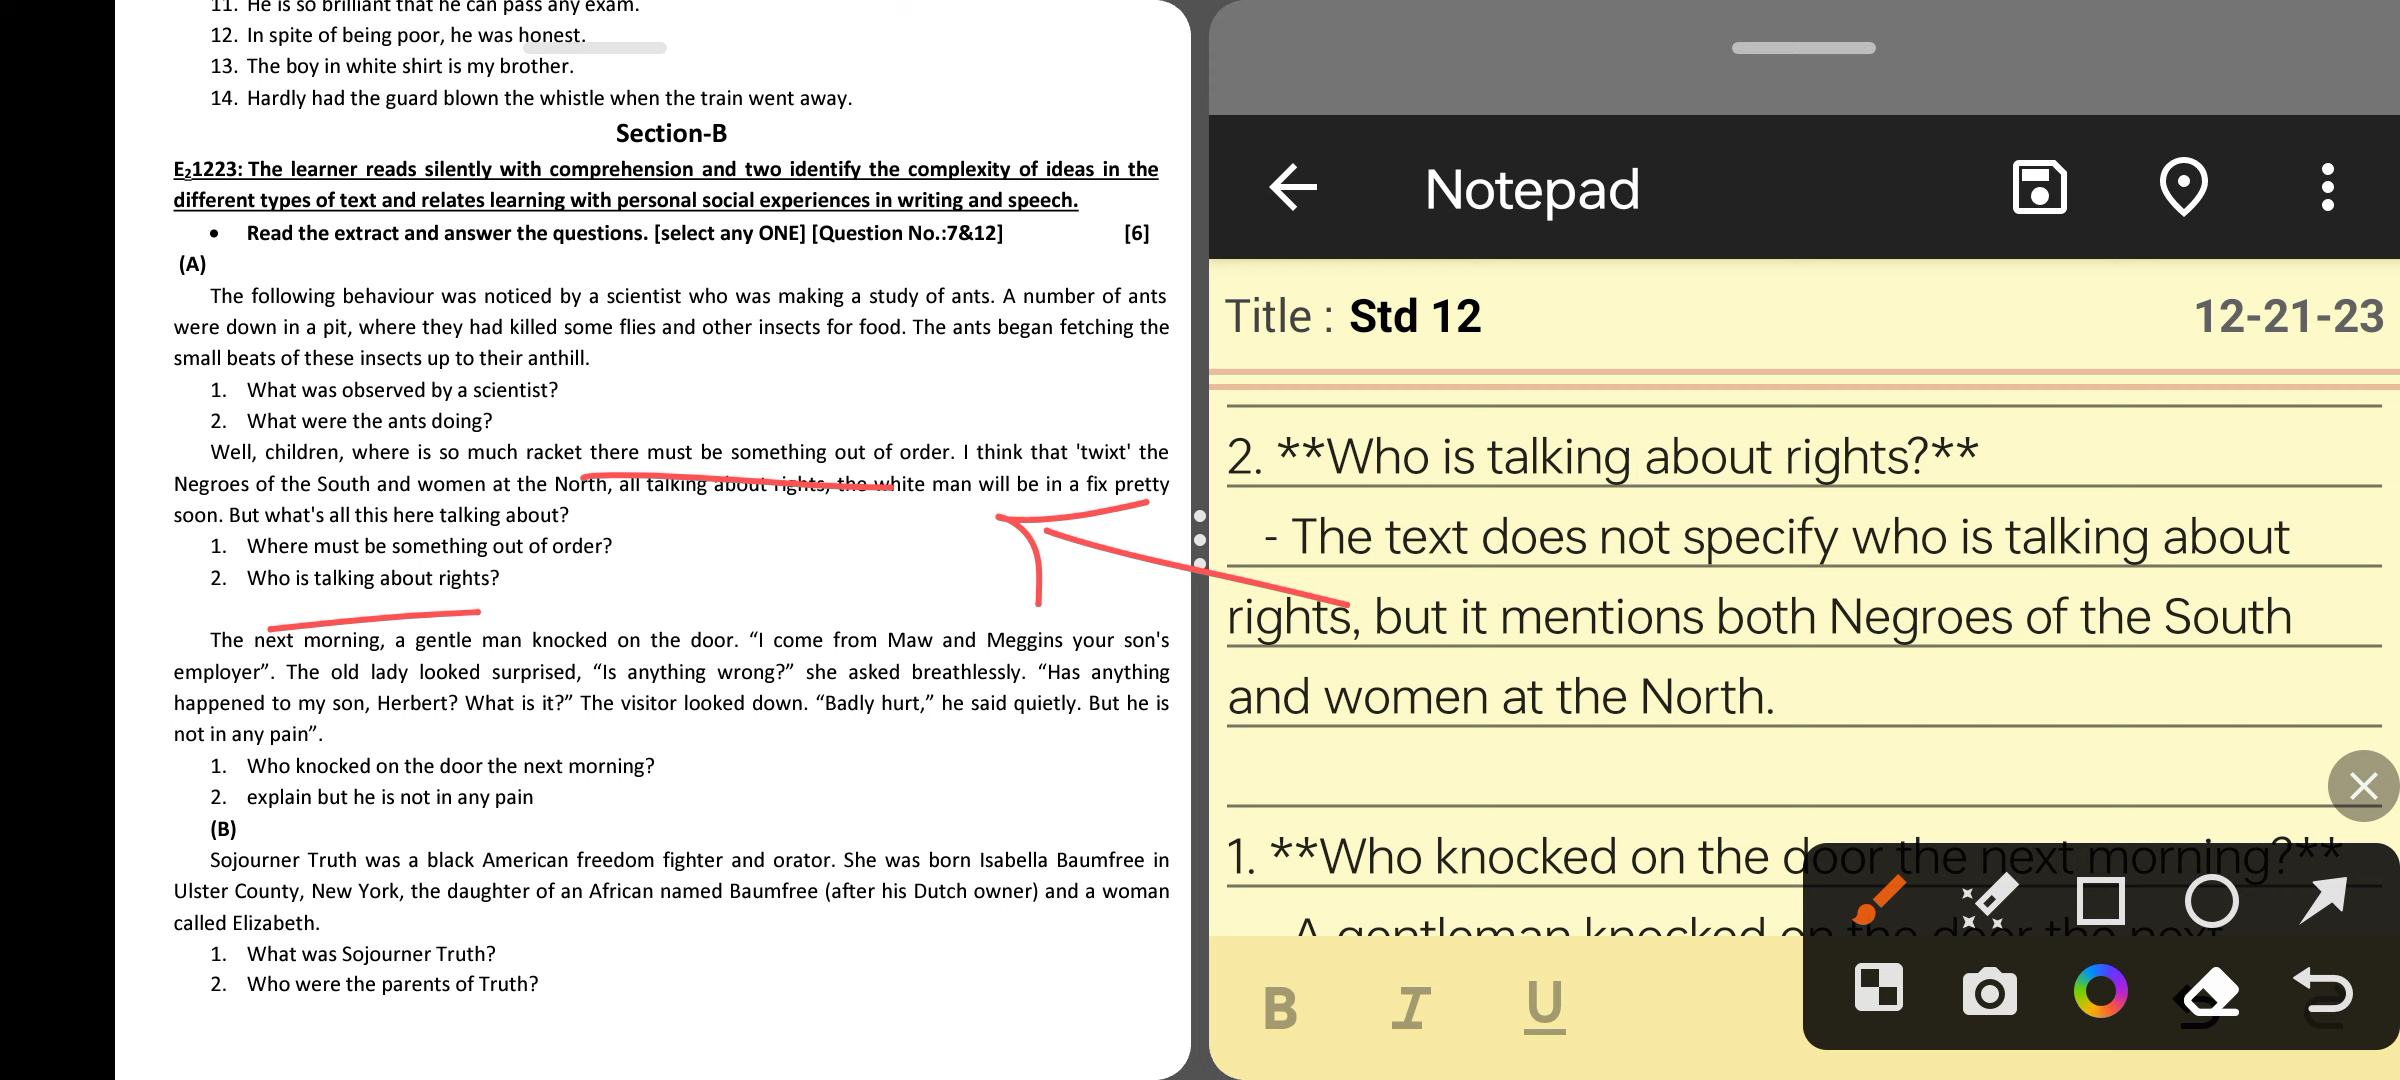 11. He is so brilliant that he can pass any exam.
12. In spite of being poor, he was honest.
13. The boy in white shirt is my brother.
14. Hardly had the guard blown the whistle when the train went away.
Section-B
E₂1223: The learner reads silently with comprehension and two identify the complexity of ideas in the
different types of text and relates learning with personal social experiences in writing and speech.
• Read the extract and answer the questions. [select any ONE] [Question No.:7&12] [6]
(A)
The following behaviour was noticed by a scientist who was making a study of ants. A number of ants
were down in a pit, where they had killed some flies and other insects for food. The ants began fetching the
small beats of these insects up to their anthill.
1. What was observed by a scientist?
2. What were the ants doing?
Well, children, where is so much racket there must be something out of order. I think that 'twixt' the
Negroes of the South and women at the North, all talking about rights, the white man will be in a fix pretty
soon. But what's all this here talking about?
1. Where must be something out of order?
2. Who is talking about rights?
The next morning, a gentle man knocked on the door. “I come from Maw and Meggins your son's
employer”. The old lady looked surprised, “Is anything wrong?” she asked breathlessly. “Has anything
happened to my son, Herbert? What is it?” The visitor looked down. “Badly hurt,” he said quietly. But he is
not in any pain”.
1. Who knocked on the door the next morning?
2. explain but he is not in any pain
(B)
Sojourner Truth was a black American freedom fighter and orator. She was born Isabella Baumfree in
Ulster County, New York, the daughter of an African named Baumfree (after his Dutch owner) and a woman
called Elizabeth.
1. What was Sojourner Truth?
2. Who were the parents of Truth?
Notepad
Title : Std 12 12-21-23
2. **Who is talking about rights?**
- The text does not specify who is talking about
rights, but it mentions both Negroes of the South
and women at the North.
1. **Who knocked on the door the next morning?**
A gentleman knocked on the door the next
B I U